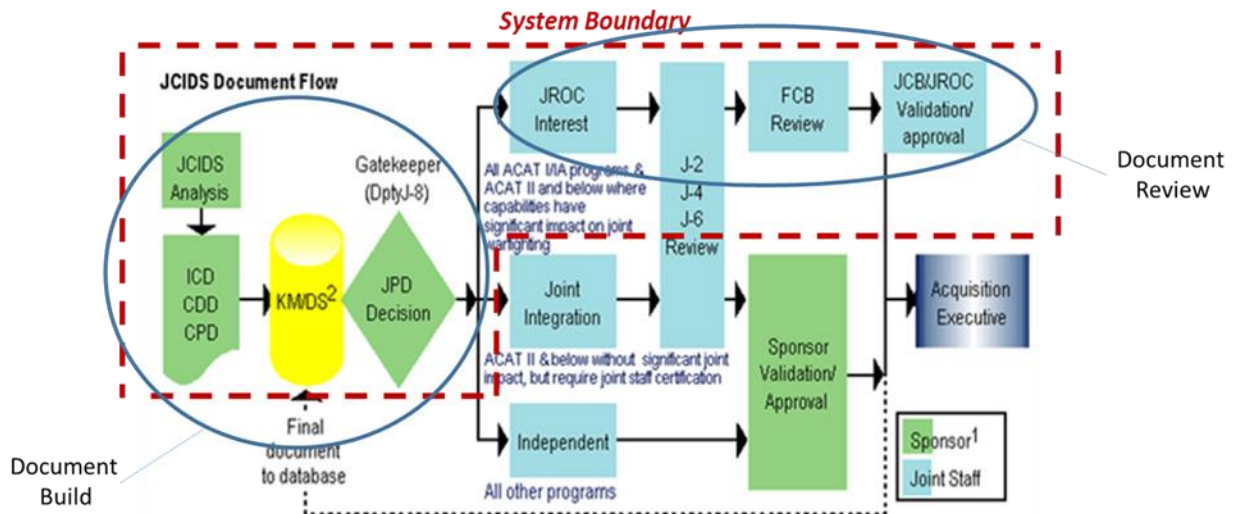 System Boundary
JCIDS Document Flow
JCIDS
Analysis
ICD
CDD
CPD
KM/DS2
Gatekeeper
(DptyJ-8)
JPD
Decision
Final
document
to database
JROC
Interest
All ACAT I/IA programs &
ACAT II and below where
capabilities have
significant impact on joint
warfighting
J-2
J-4
J-6
Review
FCB
Review
JCB/JROC
Validation/
approval
Joint
Integration
ACAT II & below without significant joint
impact, but require joint staff certification
Independent
All other programs
Sponsor
Validation/
Approval
Acquisition
Executive
Sponsor1
Joint Staff
Document
Review
Document
Build